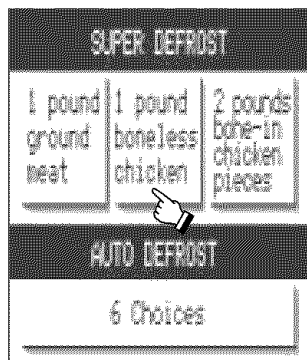 SUPER DEFROST
1 pound
ground
meat
1 pound
boneless
chicken
2 pounds
bone-in
chicken
pieces
AUTO DEFROST
6 Choices